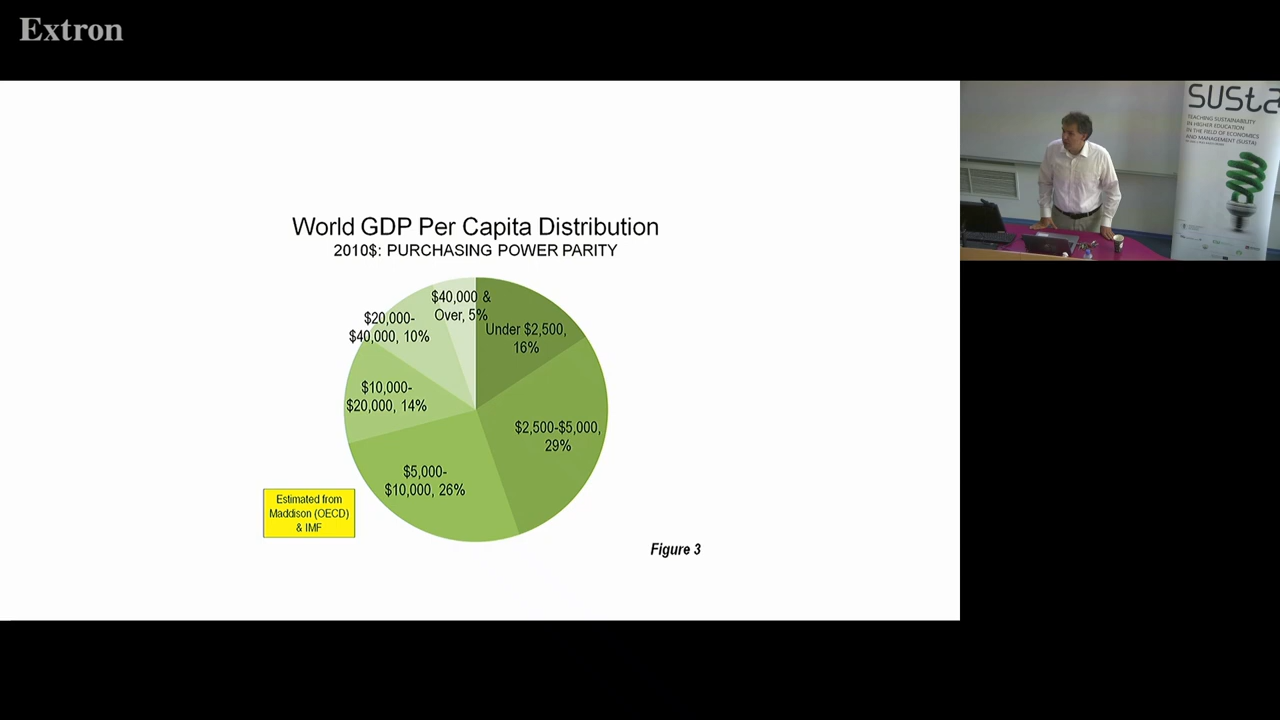 Extron
World GDP Per Capita Distribution
2010$: PURCHASING POWER PARITY
$40,000 &
Over, 5%
Under $2,500,
16%
$20,000-
$40,000, 10%
$10,000-
$20,000, 14%
$2,500-$5,000,
29%
$5,000-
$10,000, 26%
Estimated from
Maddison (OECD)
& IMF
Figure 3
susta
TEACHING SUSTAINABILITY
IN HIGHER EDUCATION
IN THE FIELD OF ECONOMICS
AND MANAGEMENT (SUSTA)